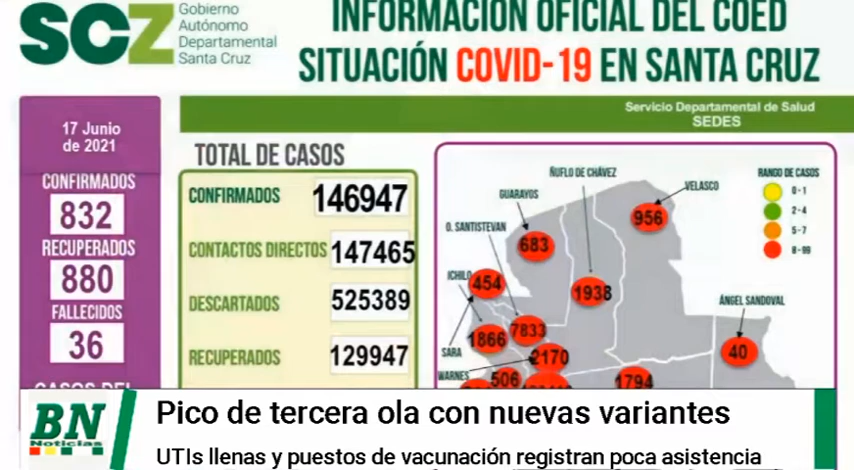 SCZ
Gobierno
Autónomo
Departamental
Santa Cruz
INFORMACIÓN OFICIAL DEL COED
SITUACIÓN COVID-19 EN SANTA CRUZ
Servicio Departamental de Salud
SEDES
17 Junio
de 2021
CONFIRMADOS
832
RECUPERADOS
880
FALLECIDOS
36
TOTAL DE CASOS
CONFIRMADOS 146947
CONTACTOS DIRECTOS 147465
DESCARTADOS 525389
RECUPERADOS 129947
ÑUFLO DE CHÁVEZ
GUARAYOS
VELASCO
O. SANTISTEVAN
ICHILO
SARA
WARNES
ÁNGEL SANDOVAL
956
683
454
1938
1866
7833
2170
506
1794
40
RANGO DE CASOS
0-1
2-4
5-7
8-99
BN
Noticias
Pico de tercera ola con nuevas variantes
UTIs llenas y puestos de vacunación registran poca asistencia